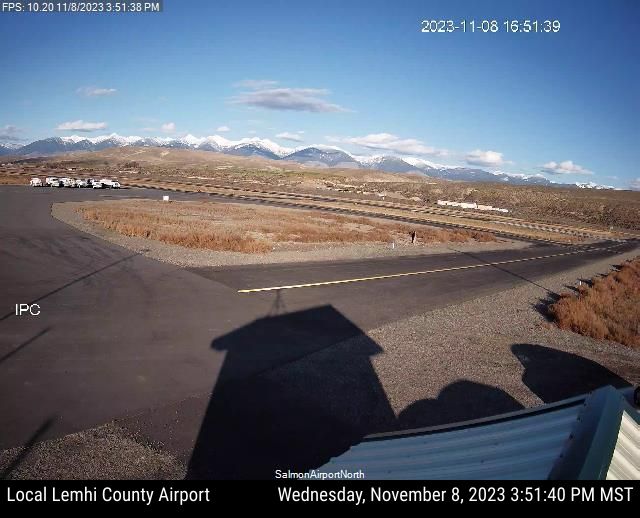 FPS: 10.20 11/8/2023 3:51:38 PM
2023-11-08 16:51:39
IPC
SalmonAirportNorth
Local Lemhi County Airport Wednesday, November 8, 2023 3:51:40 PM MST